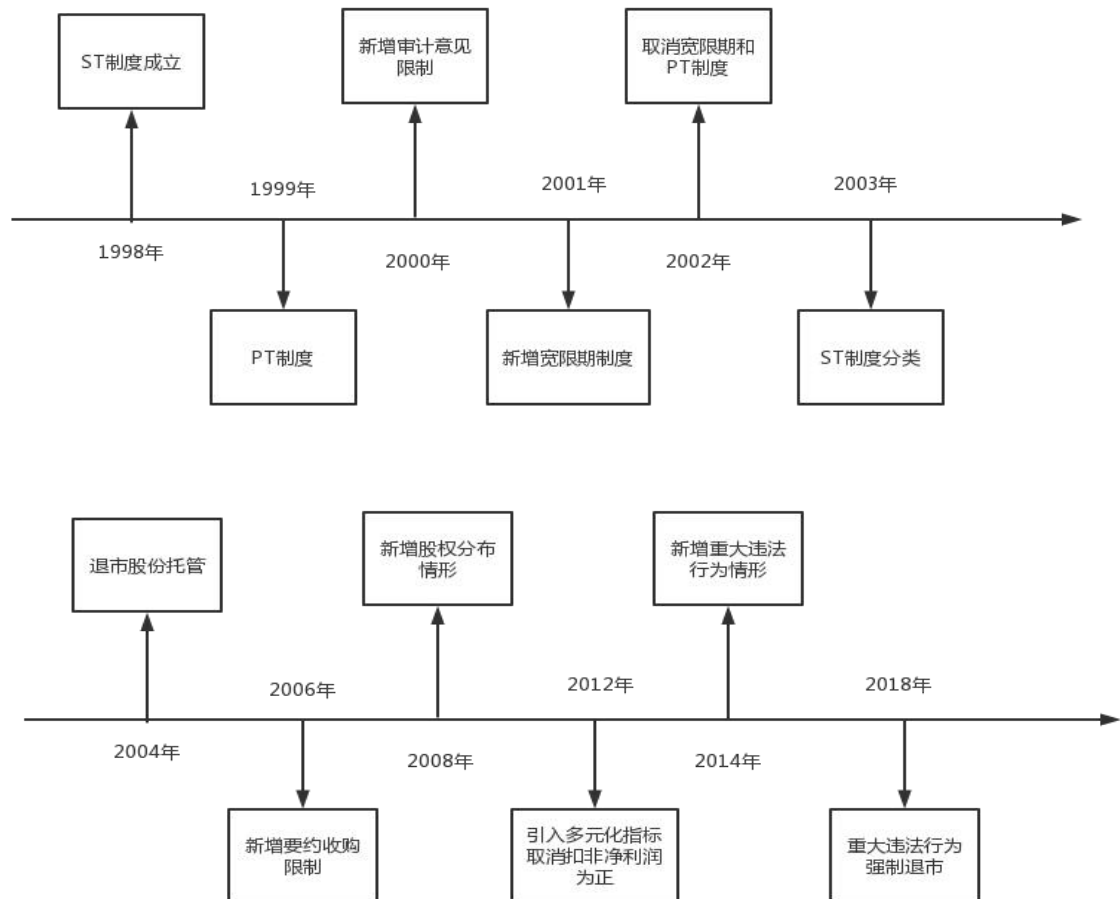 ST制度成立
新增审计意见
限制
取消宽限期和
PT制度
1999年
2001年
2003年
1998年
2000年
2002年
PT制度
新增宽限期制度
ST制度分类
退市股份托管
新增股权分布
情形
新增重大违法
行为情形
2006年
2012年
2018年
2004年
2008年
2014年
新增要约收购
限制
引入多元化指标
取消扣非净利润
为正
重大违法行为
强制退市